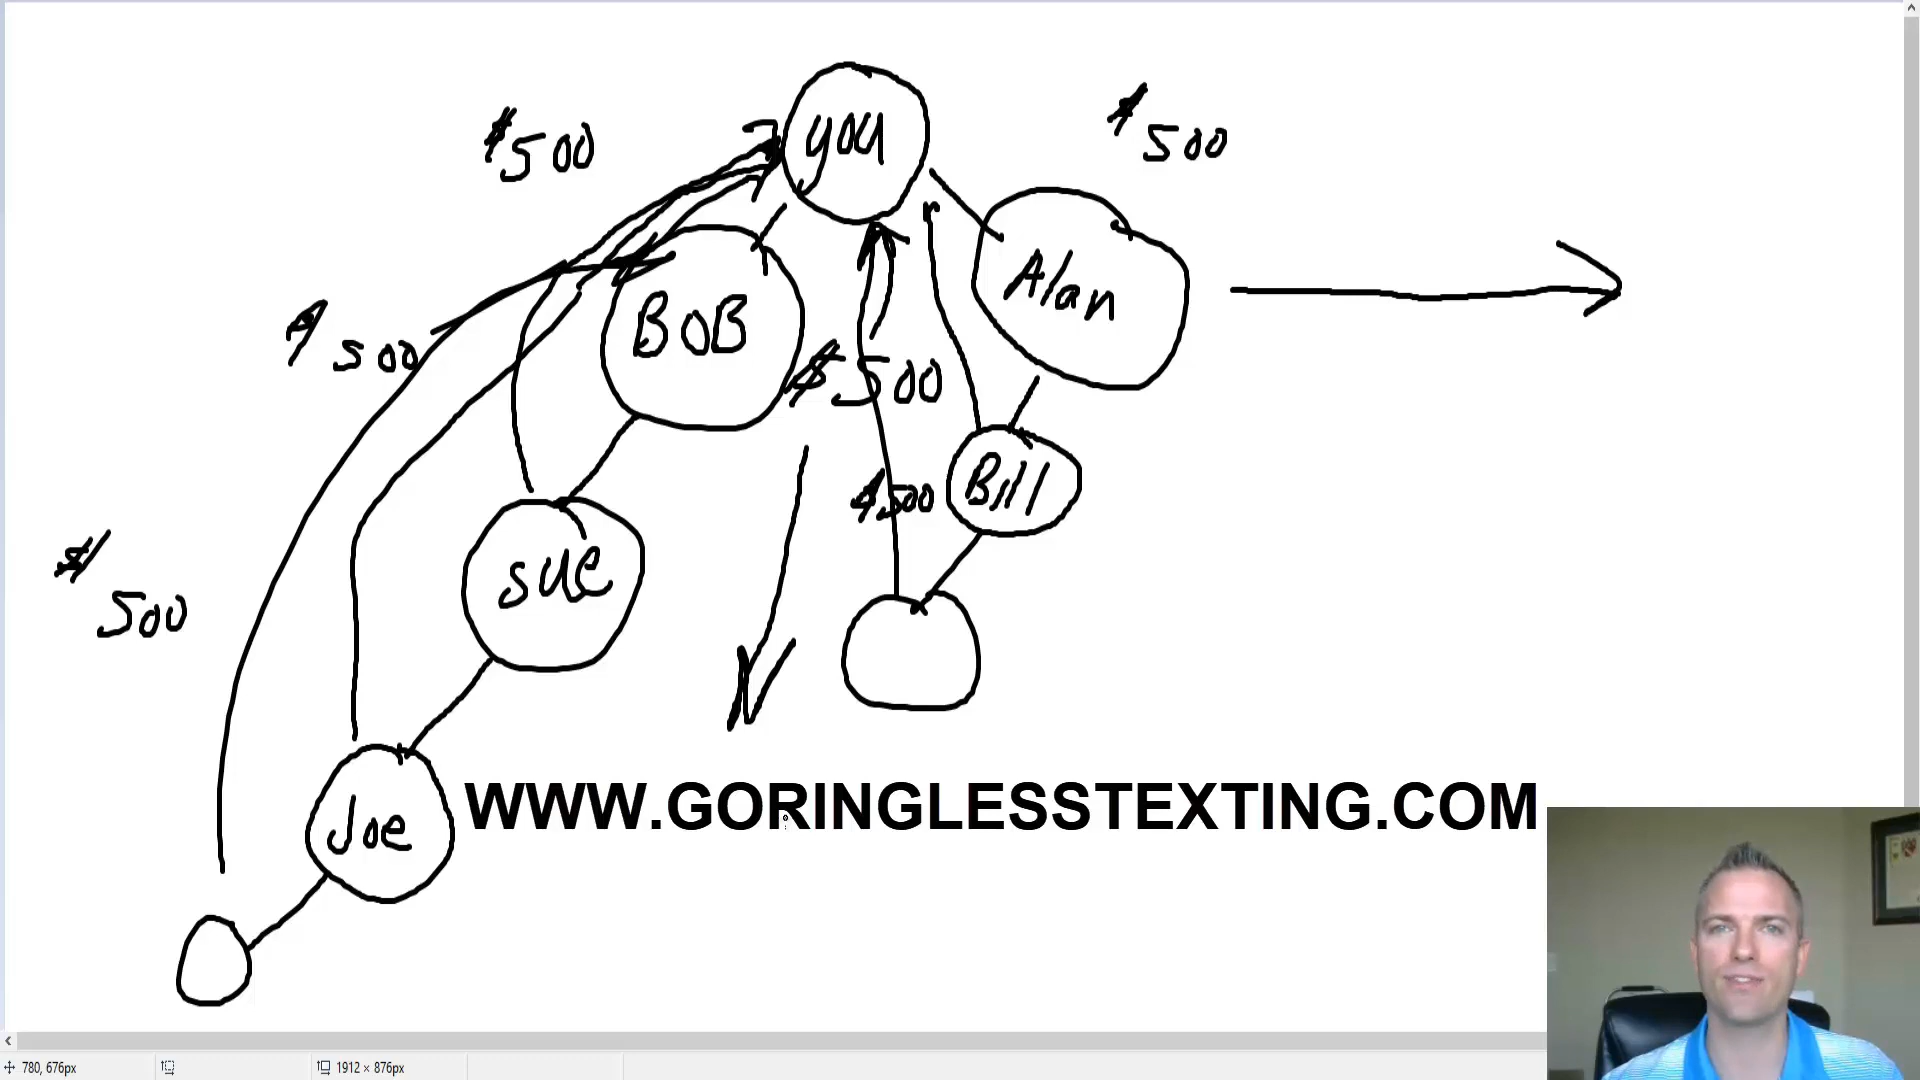 you
$500
$500
BOB
Alan
$500
$500
Bill
$500
sue
$500
Joe
WWW.GORINGLESSTEXTING.COM
780, 676px
1912 × 876px